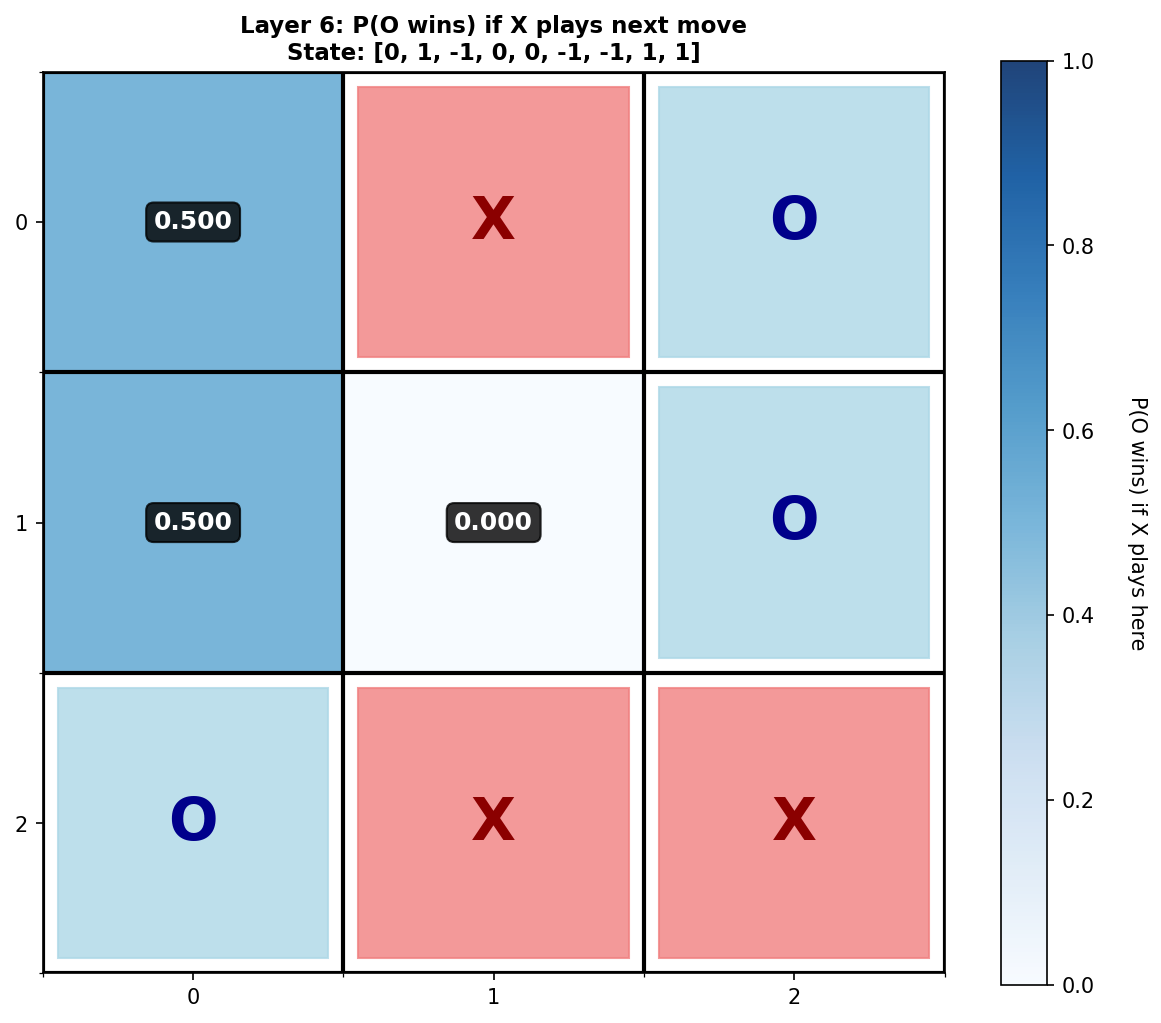 Layer 6: P(O wins) if X plays next move
State: [0, 1, -1, 0, 0, -1, -1, 1, 1]
0
0.500
X
O
1
0.500
0.000
O
2
O
X
X
0
1
2
1.0
0.8
0.6
0.4
0.2
0.0
P(O wins) if X plays here